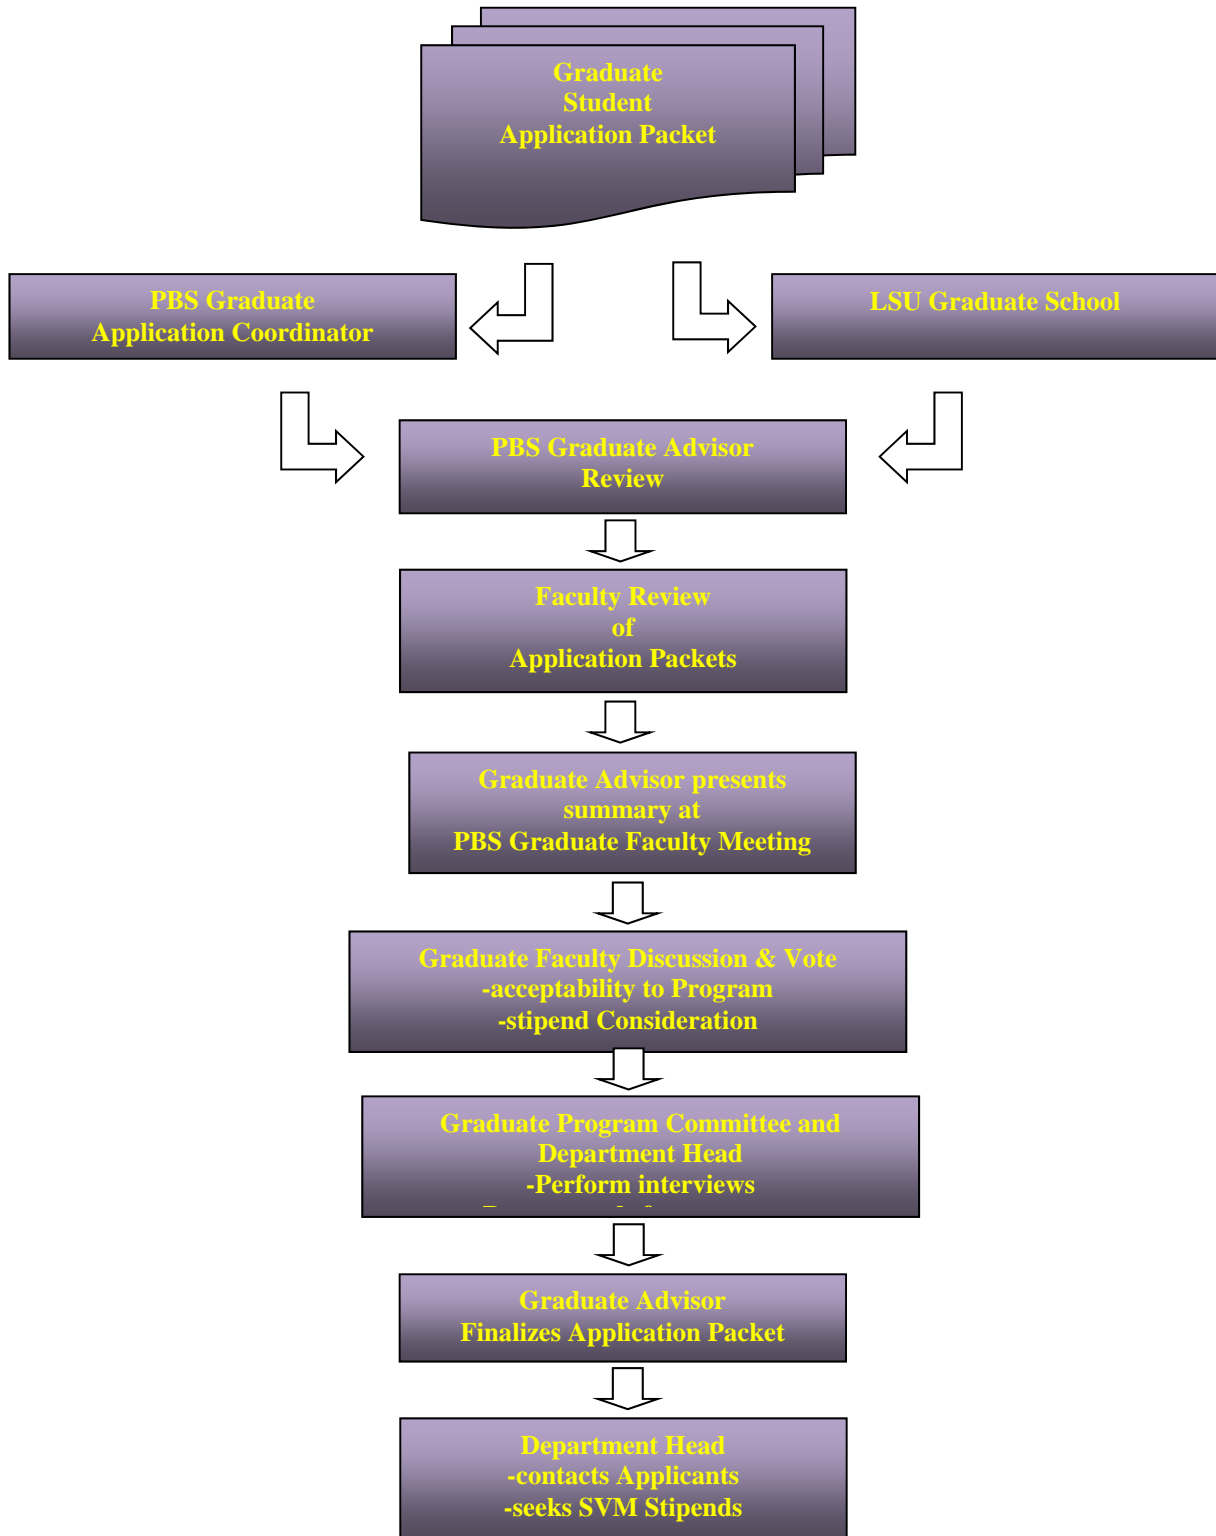 Graduate
Student
Application Packet
PBS Graduate
Application Coordinator
LSU Graduate School
PBS Graduate Advisor
Review
Faculty Review
of
Application Packets
Graduate Advisor presents
summary at
PBS Graduate Faculty Meeting
Graduate Faculty Discussion & Vote
-acceptability to Program
-stipend Consideration
Graduate Program Committee and
Department Head
-Perform interviews
Graduate Advisor
Finalizes Application Packet
Department Head
-contacts Applicants
-seeks SVM Stipends